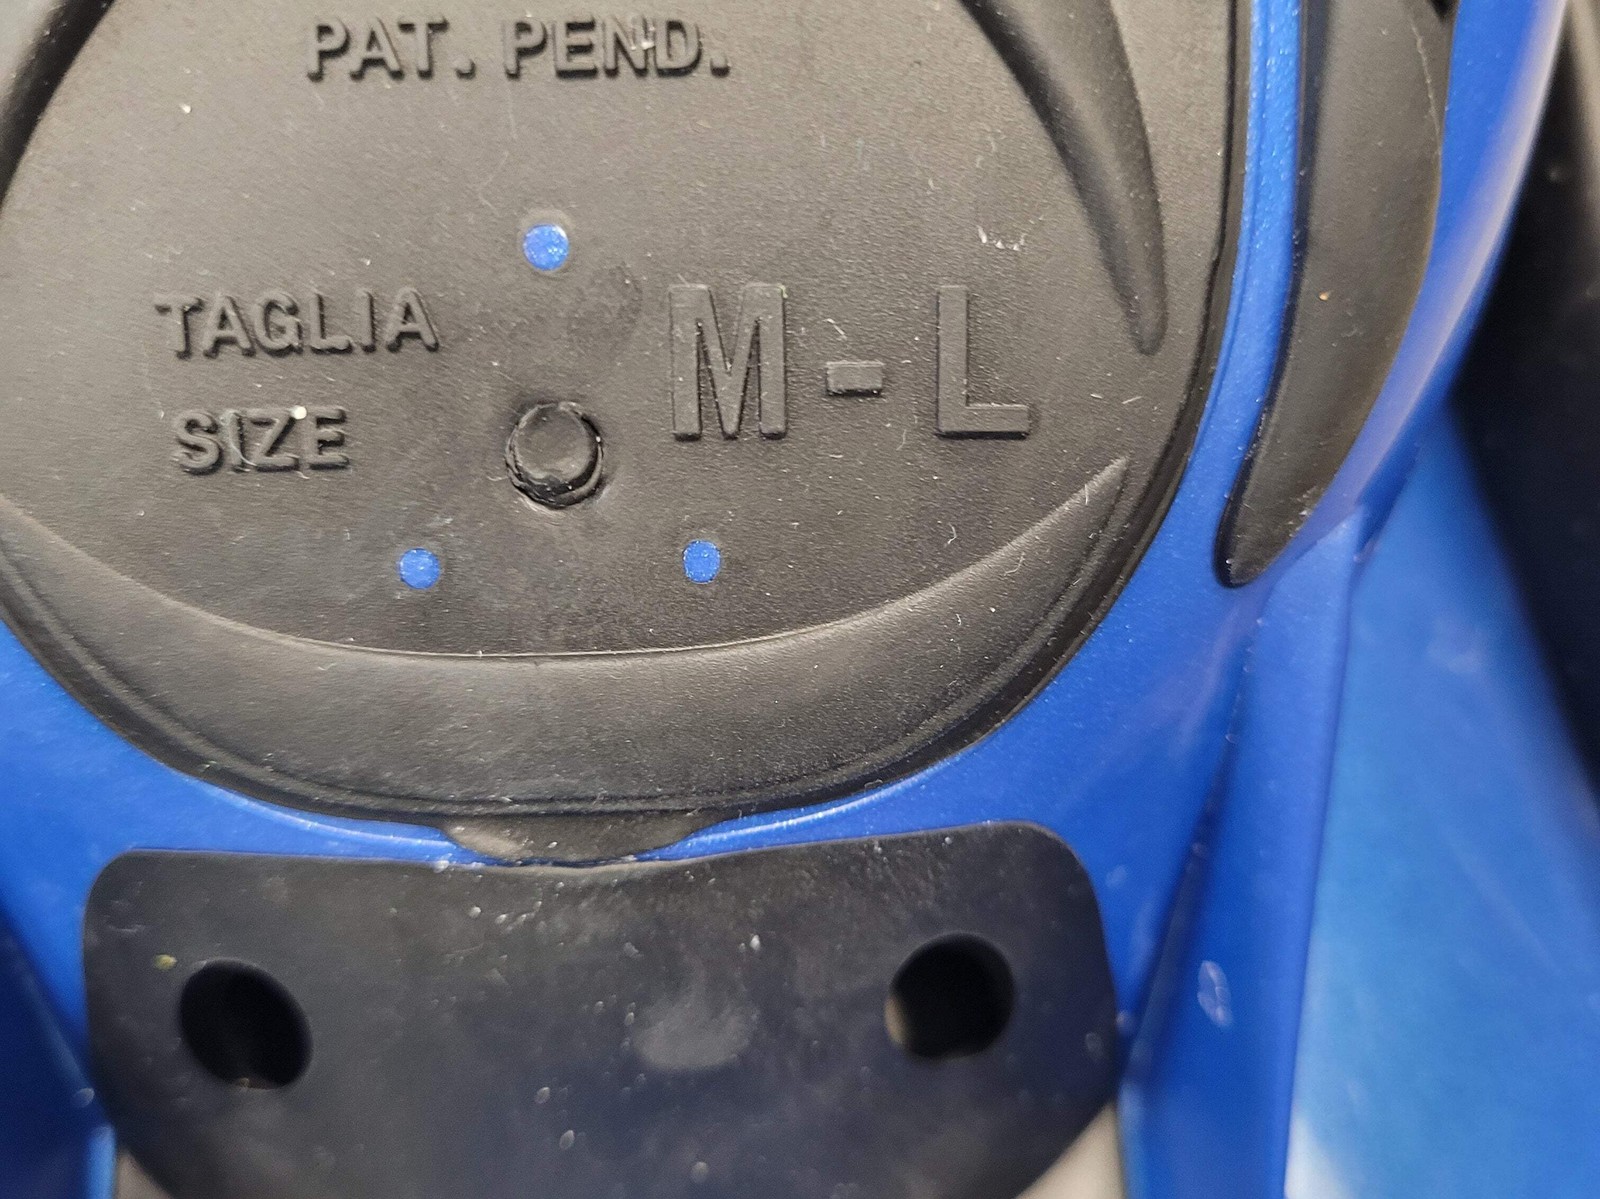 PAT. PEND.
TAGLIA
SIZE
M-L